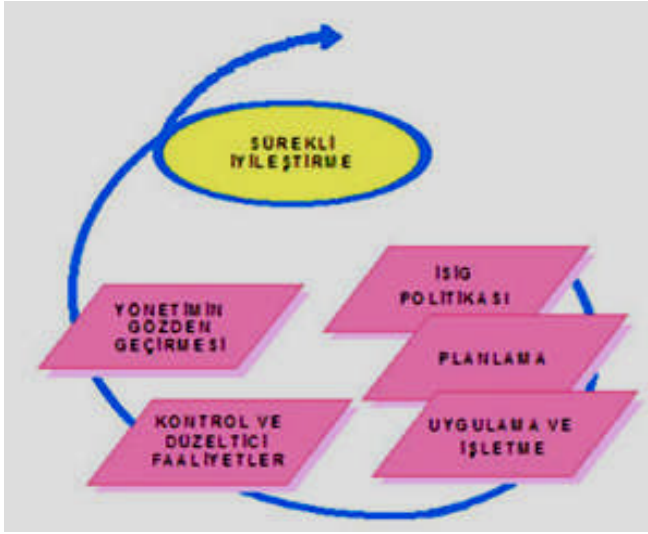 SÜREKLİ
İYİLEŞTİRME
İSİG
POLİTİKASI
PLANLAMA
UYGULAMA VE
İŞLETME
KONTROL VE
DÜZELTİCİ
FAALİYETLER
YÖNETİMİN
GÖZDEN
GEÇİRMESİ